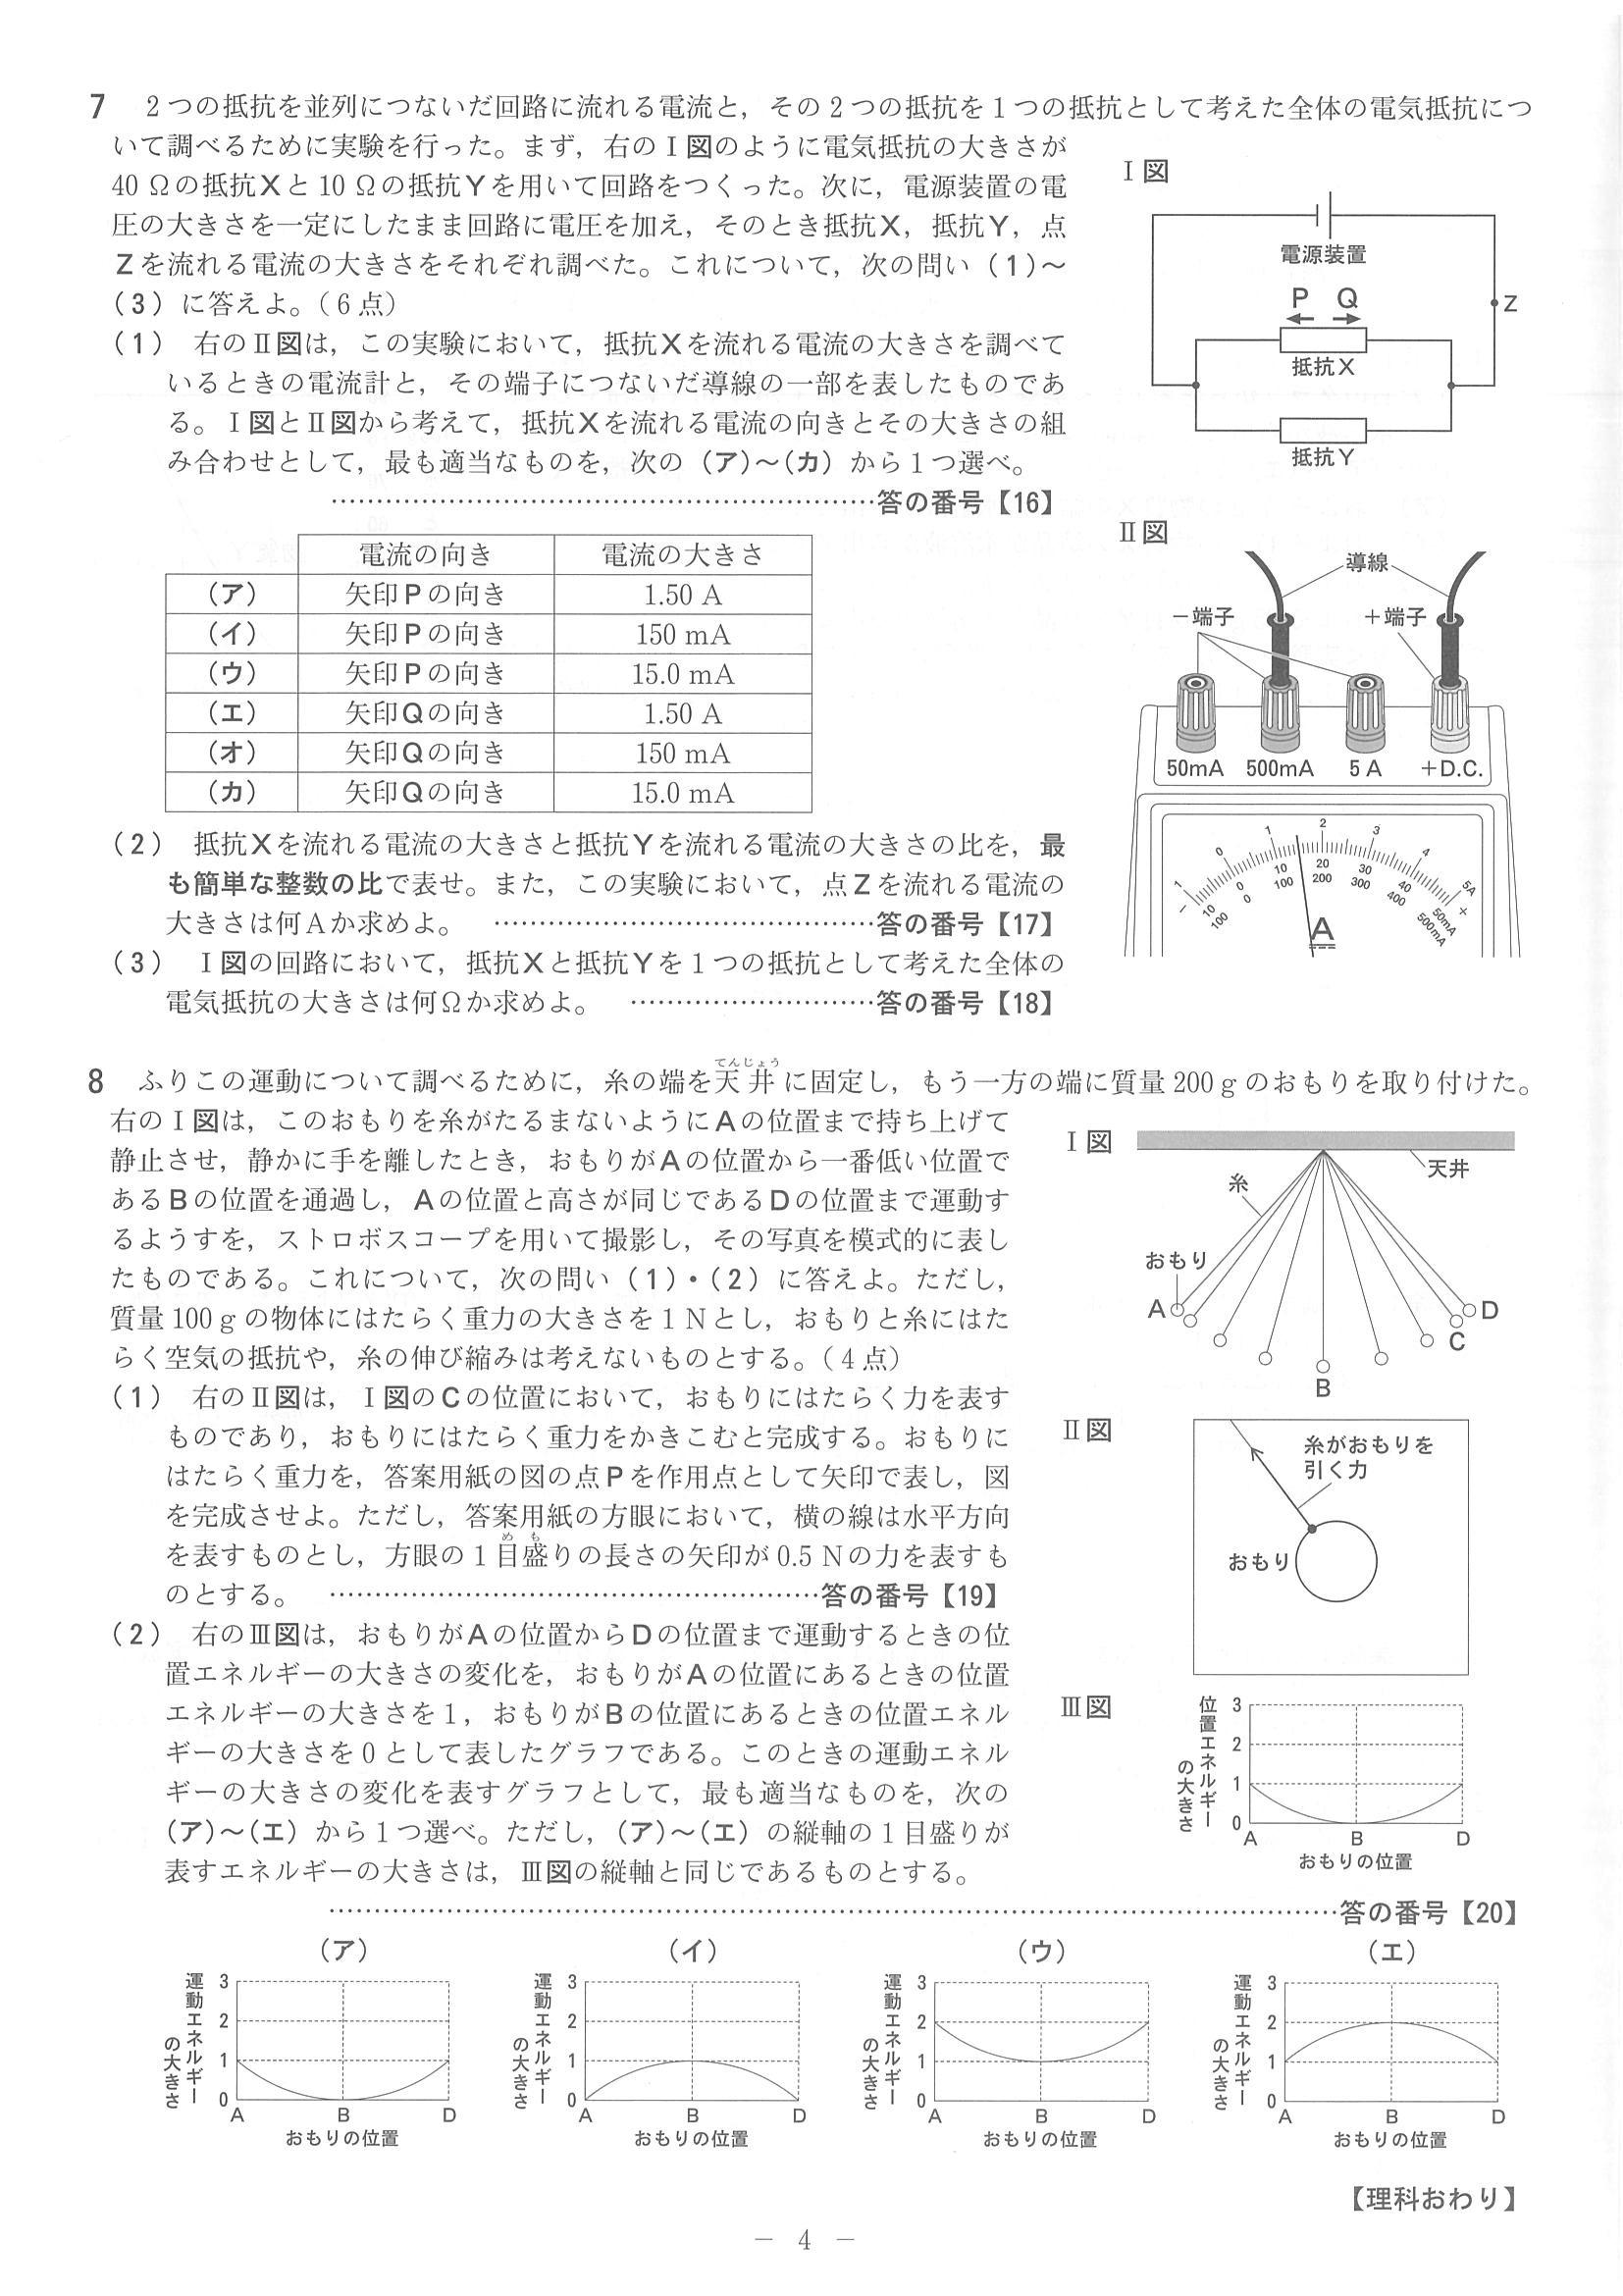 7 2つの抵抗を並列につないだ回路に流れる電流と，その2つの抵抗を1つの抵抗として考えた全体の電気抵抗につ
いて調べるために実験を行った。まず，右のⅠ図のように電気抵抗の大きさが
40 Ωの抵抗Xと10 Ωの抵抗Yを用いて回路をつくった。次に，電源装置の電
圧の大きさを一定にしたまま回路に電圧を加え，そのとき抵抗X，抵抗Y，点
Zを流れる電流の大きさをそれぞれ調べた。これについて，次の問い（1）～
（3）に答えよ。（6点）
（1） 右のⅡ図は，この実験において，抵抗Xを流れる電流の大きさを調べて
いるときの電流計と，その端子につないだ導線の一部を表したものであ
る。Ⅰ図とⅡ図から考えて，抵抗Xを流れる電流の向きとその大きさの組
み合わせとして，最も適当なものを，次の（ア）～（カ）から1つ選べ。
……………………………………………………答の番号【16】
電流の向き 電流の大きさ
（ア） 矢印Pの向き 1.50 A
（イ） 矢印Pの向き 150 mA
（ウ） 矢印Pの向き 15.0 mA
（エ） 矢印Qの向き 1.50 A
（オ） 矢印Qの向き 150 mA
（カ） 矢印Qの向き 15.0 mA
（2） 抵抗Xを流れる電流の大きさと抵抗Yを流れる電流の大きさの比を，最
も簡単な整数の比で表せ。また，この実験において，点Zを流れる電流の
大きさは何Aか求めよ。 ……………………………………答の番号【17】
（3） Ⅰ図の回路において，抵抗Xと抵抗Yを1つの抵抗として考えた全体の
電気抵抗の大きさは何Ωか求めよ。 ………………………答の番号【18】
Ⅰ図
電源装置
P Q
Z
抵抗X
抵抗Y
Ⅱ図
導線
－端子 ＋端子
50mA 500mA 5A +D.C.
1 0 1 2 3 4 5A
－ 10 0 10 20 30 40 50mA ＋
100 0 100 200 300 400 500mA
A
8 ふりこの運動について調べるために，糸の端を天井に固定し，もう一方の端に質量200 gのおもりを取り付けた。
てんじょう
右のⅠ図は，このおもりを糸がたるまないようにAの位置まで持ち上げて
静止させ，静かに手を離したとき，おもりがAの位置から一番低い位置で
あるBの位置を通過し，Aの位置と高さが同じであるDの位置まで運動す
るようすを，ストロボスコープを用いて撮影し，その写真を模式的に表し
たものである。これについて，次の問い（1）・（2）に答えよ。ただし，
質量100 gの物体にはたらく重力の大きさを1 Nとし，おもりと糸にはた
らく空気の抵抗や，糸の伸び縮みは考えないものとする。（4点）
（1） 右のⅡ図は，Ⅰ図のCの位置において，おもりにはたらく力を表す
ものであり，おもりにはたらく重力をかきこむと完成する。おもりに
はたらく重力を，答案用紙の図の点Pを作用点として矢印で表し，図
を完成させよ。ただし，答案用紙の方眼において，横の線は水平方向
を表すものとし，方眼の1目盛りの長さの矢印が0.5 Nの力を表すも
めも
のとする。 ………………………………………………答の番号【19】
（2） 右のⅢ図は，おもりがAの位置からDの位置まで運動するときの位
置エネルギーの大きさの変化を，おもりがAの位置にあるときの位置
エネルギーの大きさを1，おもりがBの位置にあるときの位置エネル
ギーの大きさを0として表したグラフである。このときの運動エネル
ギーの大きさの変化を表すグラフとして，最も適当なものを，次の
（ア）～（エ）から1つ選べ。ただし，（ア）～（エ）の縦軸の1目盛りが
表すエネルギーの大きさは，Ⅲ図の縦軸と同じであるものとする。
…………………………………………………………………………………………………答の番号【20】
Ⅰ図
天井
糸
おもり
A B C D
Ⅱ図
糸がおもりを
引く力
おもり
Ⅲ図
位置エネルギー
の大きさ
3
2
1
0
A B D
おもりの位置
（ア）
運動エネルギー
の大きさ
3
2
1
0
A B D
おもりの位置
（イ）
運動エネルギー
の大きさ
3
2
1
0
A B D
おもりの位置
（ウ）
運動エネルギー
の大きさ
3
2
1
0
A B D
おもりの位置
（エ）
運動エネルギー
の大きさ
3
2
1
0
A B D
おもりの位置
【理科おわり】
－ 4 －